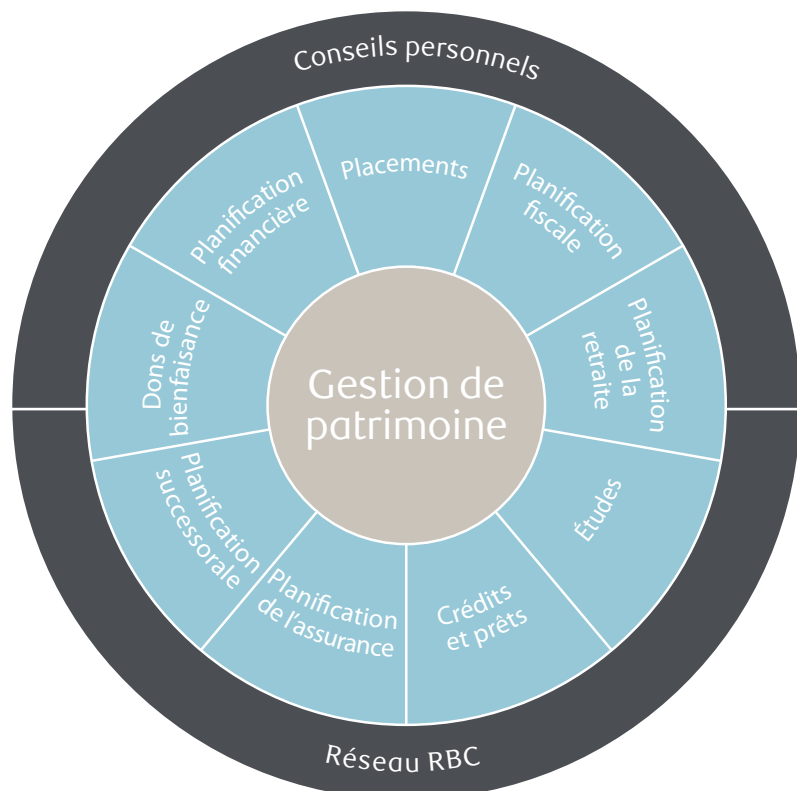 Conseils personnels
Placements
Planification
fiscale
Planification
de la
retraite
Études
Crédits
et prêts
Planification
de l'assurance
Planification
successorale
Dons de
bienfaisance
Planification
financière
Gestion de
patrimoine
Réseau RBC